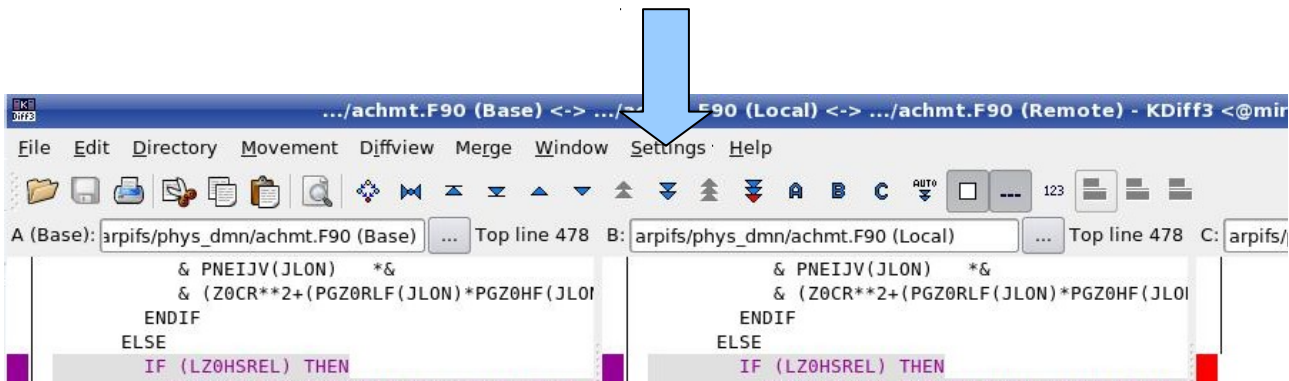 K
Diff3
.../achmt.F90 (Base) <-> .../ F90 (Local) <-> .../achmt.F90 (Remote) - KDiff3 <@mir
File Edit Directory Movement Diffview Merge Window Settings Help
A B C AUTO 123
A (Base): arpifs/phys_dmn/achmt.F90 (Base) ... Top line 478 B: arpifs/phys_dmn/achmt.F90 (Local) ... Top line 478 C: arpifs/
& PNEIJV(JLON) *& & PNEIJV(JLON) *&
& (Z0CR**2+(PGZ0RLF(JLON)*PGZ0HF(JLON & (Z0CR**2+(PGZ0RLF(JLON)*PGZ0HF(JLO
ENDIF ENDIF
ELSE ELSE
IF (LZ0HSREL) THEN IF (LZ0HSREL) THEN